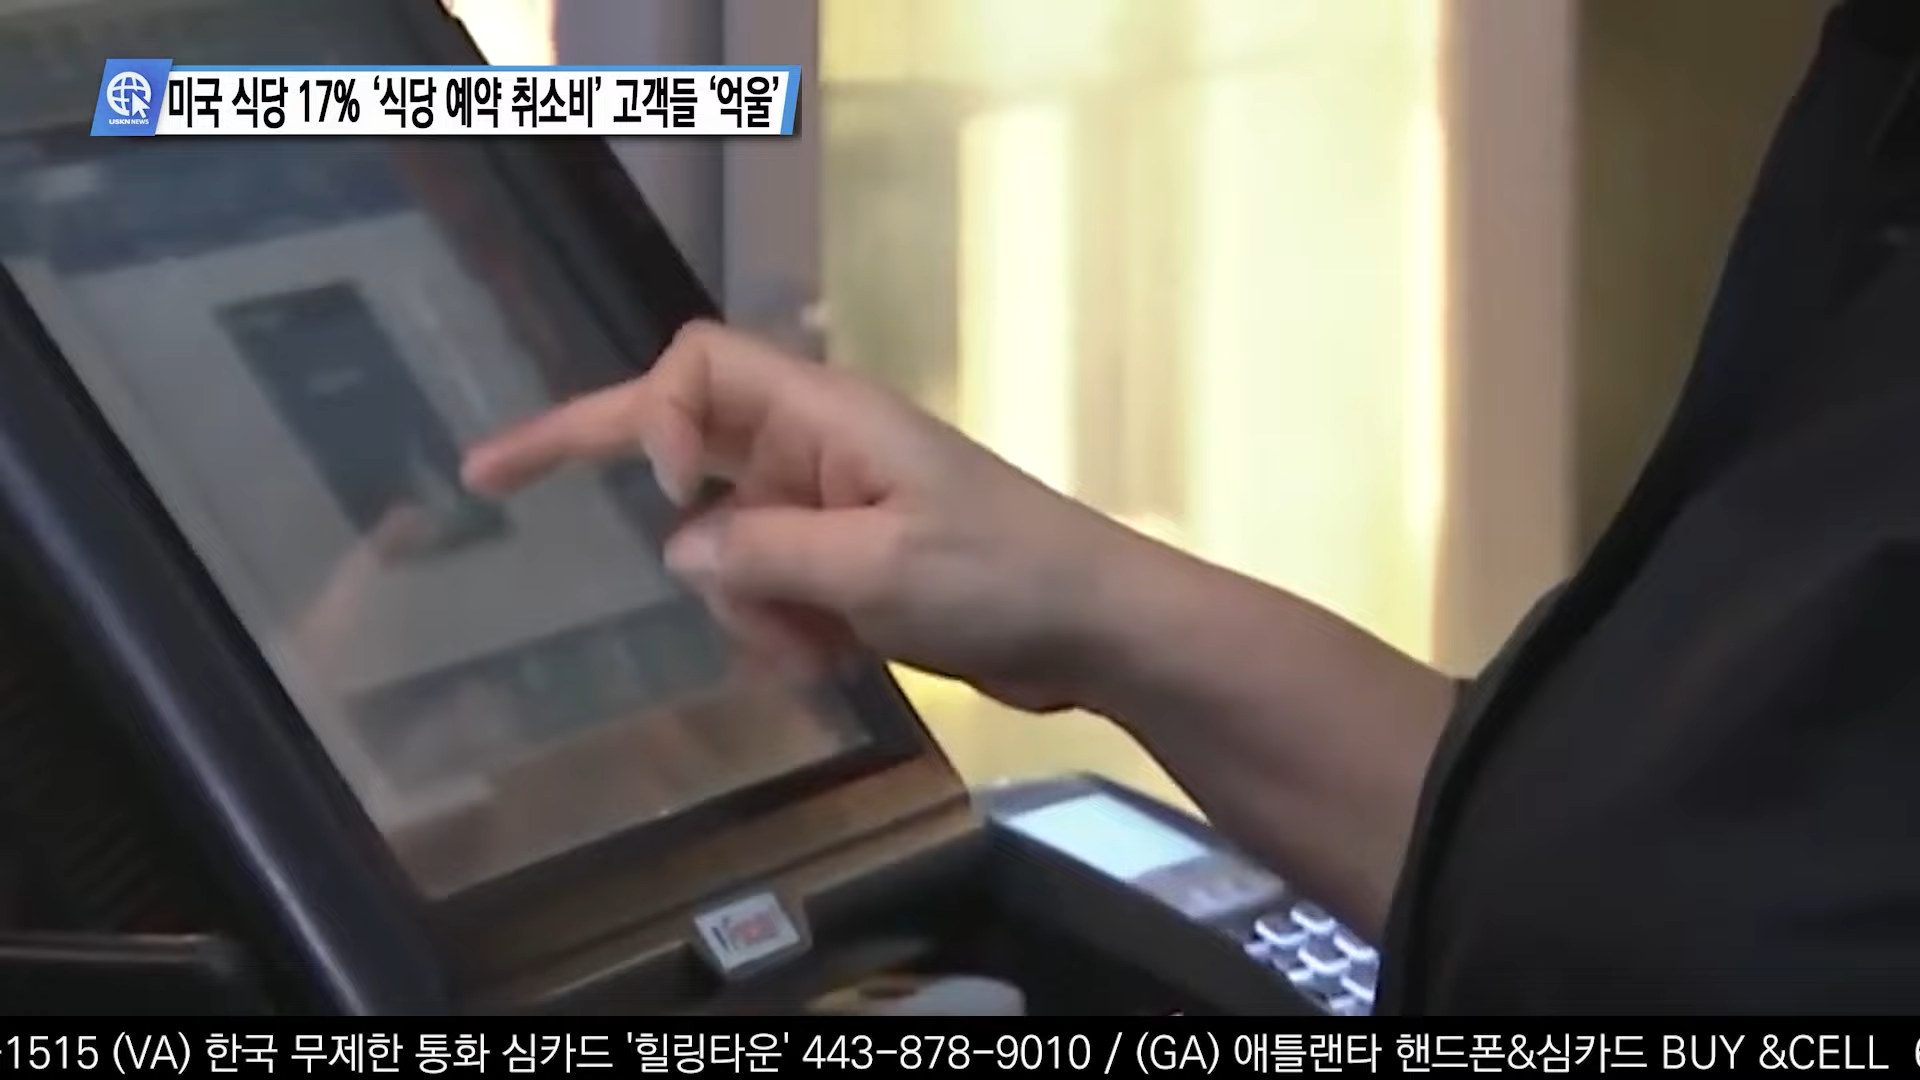 미국 식당 17% ‘식당 예약 취소비’ 고객들 ‘억울’
USKN NEWS
-1515 (VA) 한국 무제한 통화 심카드 '힐링타운' 443-878-9010 / (GA) 애틀랜타 핸드폰&심카드 BUY &CELL